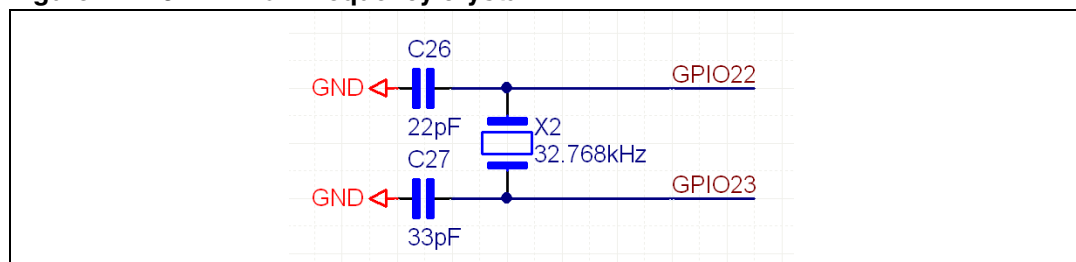 C26
GND
GPIO22
22pF
X2
32.768kHz
C27
GND
GPIO23
33pF